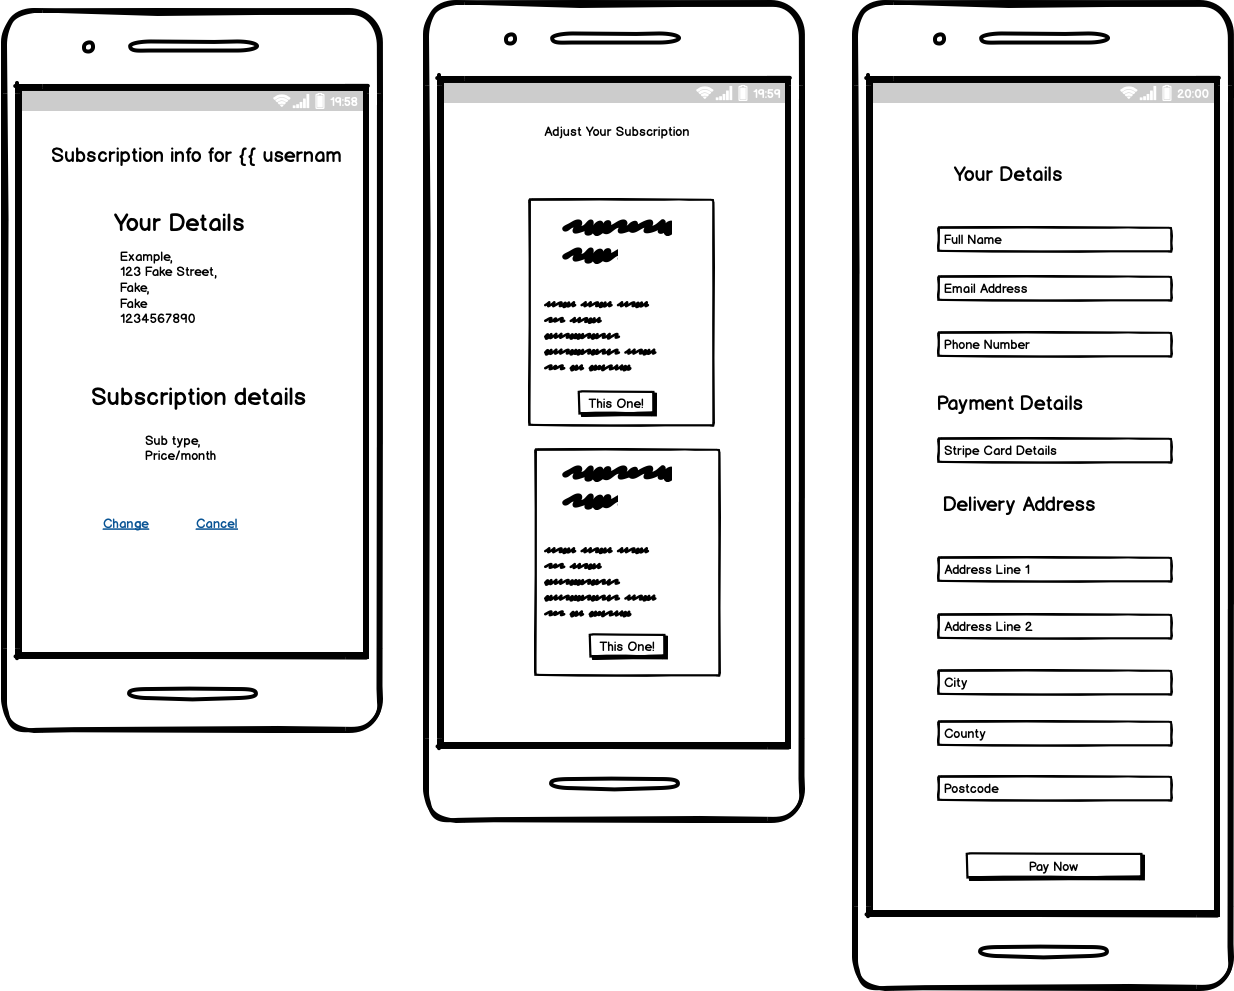 19:58
Subscription info for {{ usernam
Your Details
Example,
123 Fake Street,
Fake,
Fake
1234567890
Subscription details
Sub type,
Price/month
Change Cancel
19:59
Adjust Your Subscription
This One!
This One!
20:00
Your Details
Full Name
Email Address
Phone Number
Payment Details
Stripe Card Details
Delivery Address
Address Line 1
Address Line 2
City
County
Postcode
Pay Now